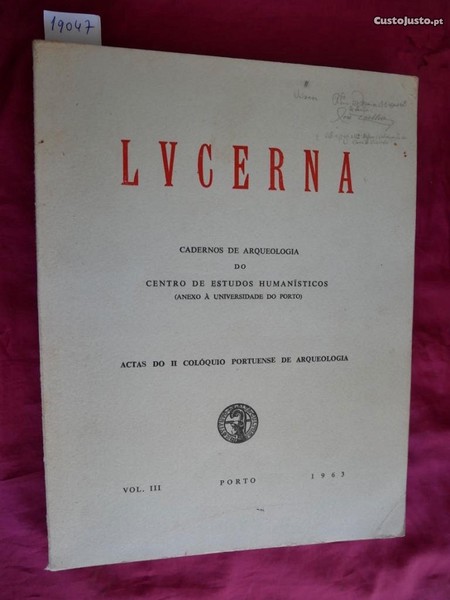 19047
CustoJusto.pt
LVCERNA
CADERNOS DE ARQUEOLOGIA
DO
CENTRO DE ESTUDOS HUMANÍSTICOS
(ANEXO À UNIVERSIDADE DO PORTO)
ACTAS DO II COLÓQUIO PORTUENSE DE ARQUEOLOGIA
VOL. III PORTO 1963